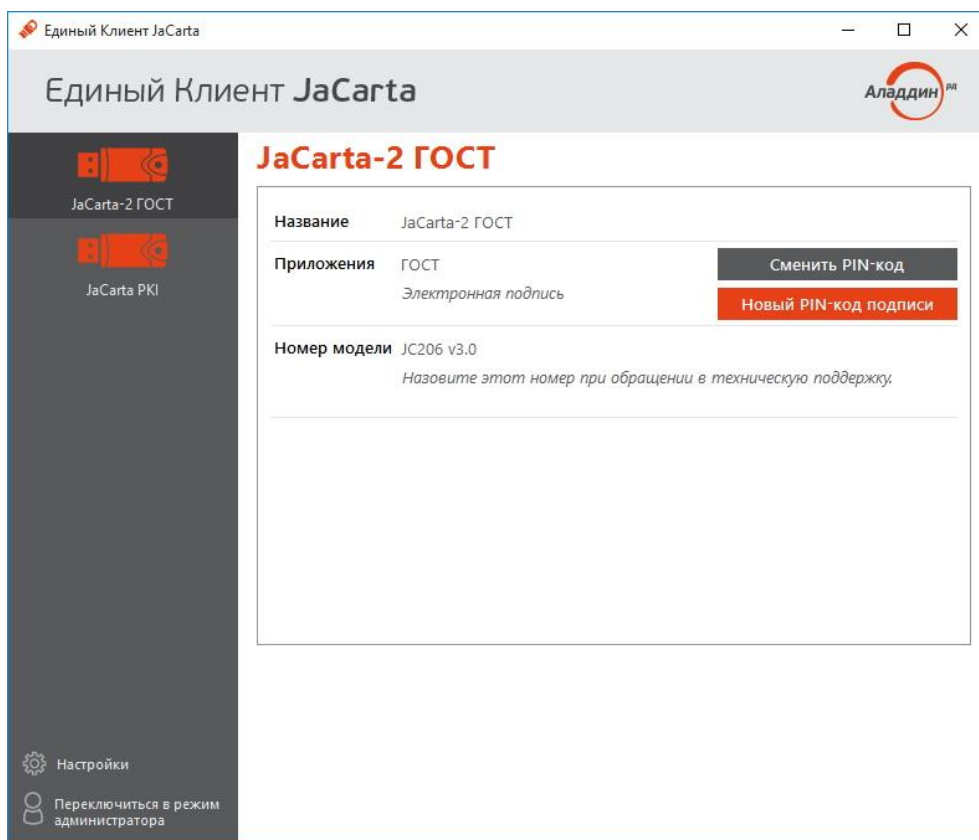 Единый Клиент JaCarta
Единый Клиент JaCarta
Аладдин РД
JaCarta-2 ГОСТ
JaCarta PKI
JaCarta-2 ГОСТ
Название JaCarta-2 ГОСТ
Приложения ГОСТ
Электронная подпись
Сменить PIN-код
Новый PIN-код подписи
Номер модели JC206 v3.0
Назовите этот номер при обращении в техническую поддержку.
Настройки
Переключиться в режим
администратора